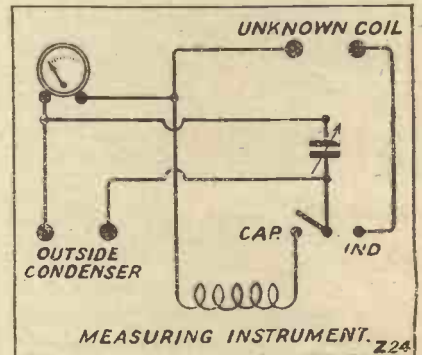 UNKNOWN COIL
OUTSIDE
CONDENSER
CAP.
IND
MEASURING INSTRUMENT.
Z24